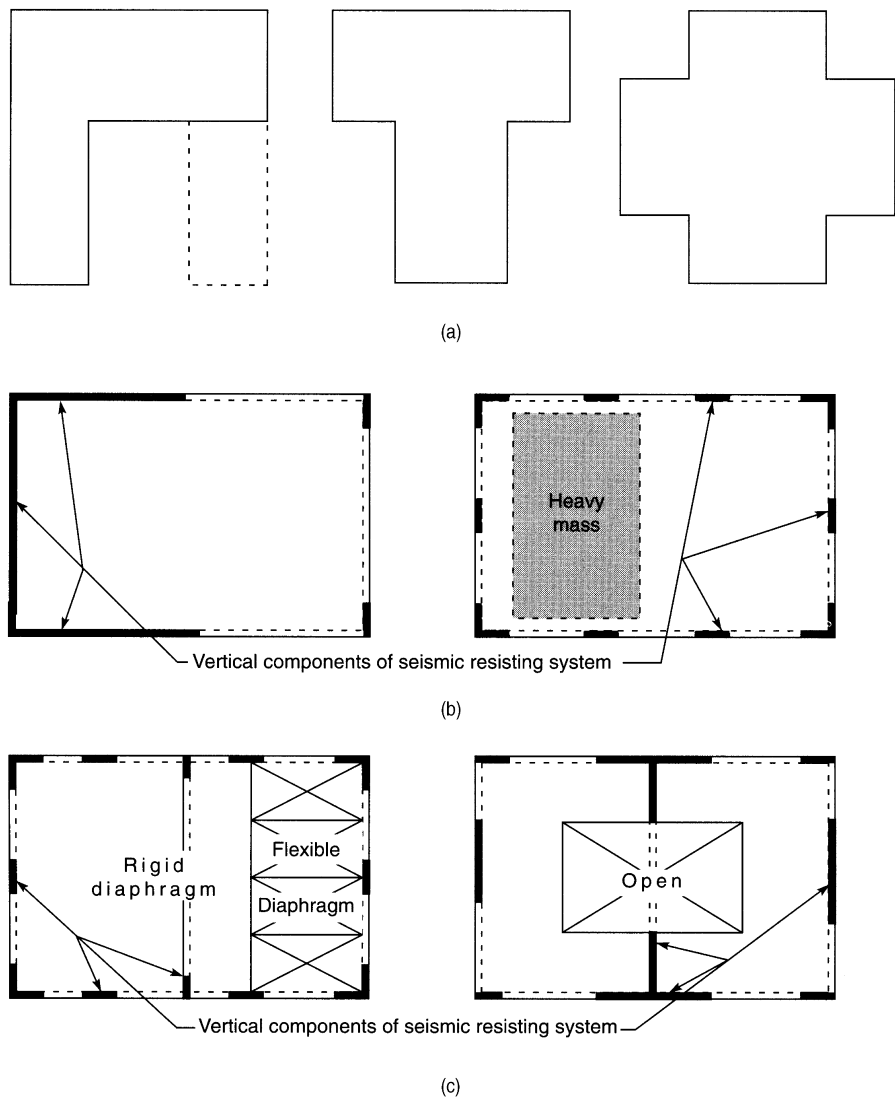 (a)
Heavy
mass
Vertical components of seismic resisting system
(b)
Rigid
diaphragm
Flexible
Diaphragm
Open
Vertical components of seismic resisting system
(c)